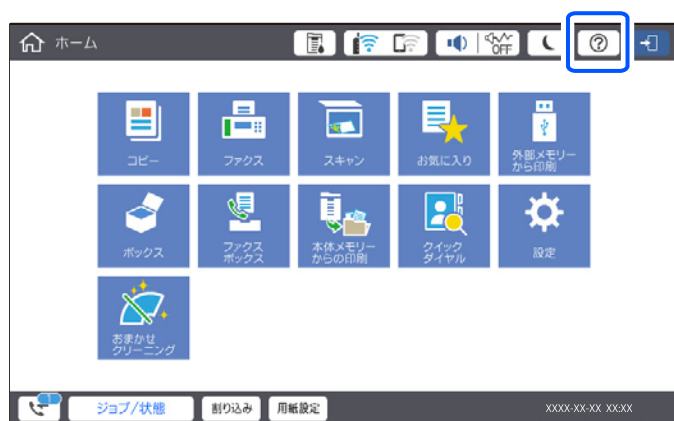 ホーム
OFF
コピー
ファクス
スキャン
お気に入り
外部メモリー
から印刷
ボックス
ファクス
ボックス
本体メモリー
からの印刷
クイック
ダイヤル
設定
おまかせ
クリーニング
ジョブ/状態
割り込み
用紙設定
XXXX-XX-XX XX:XX